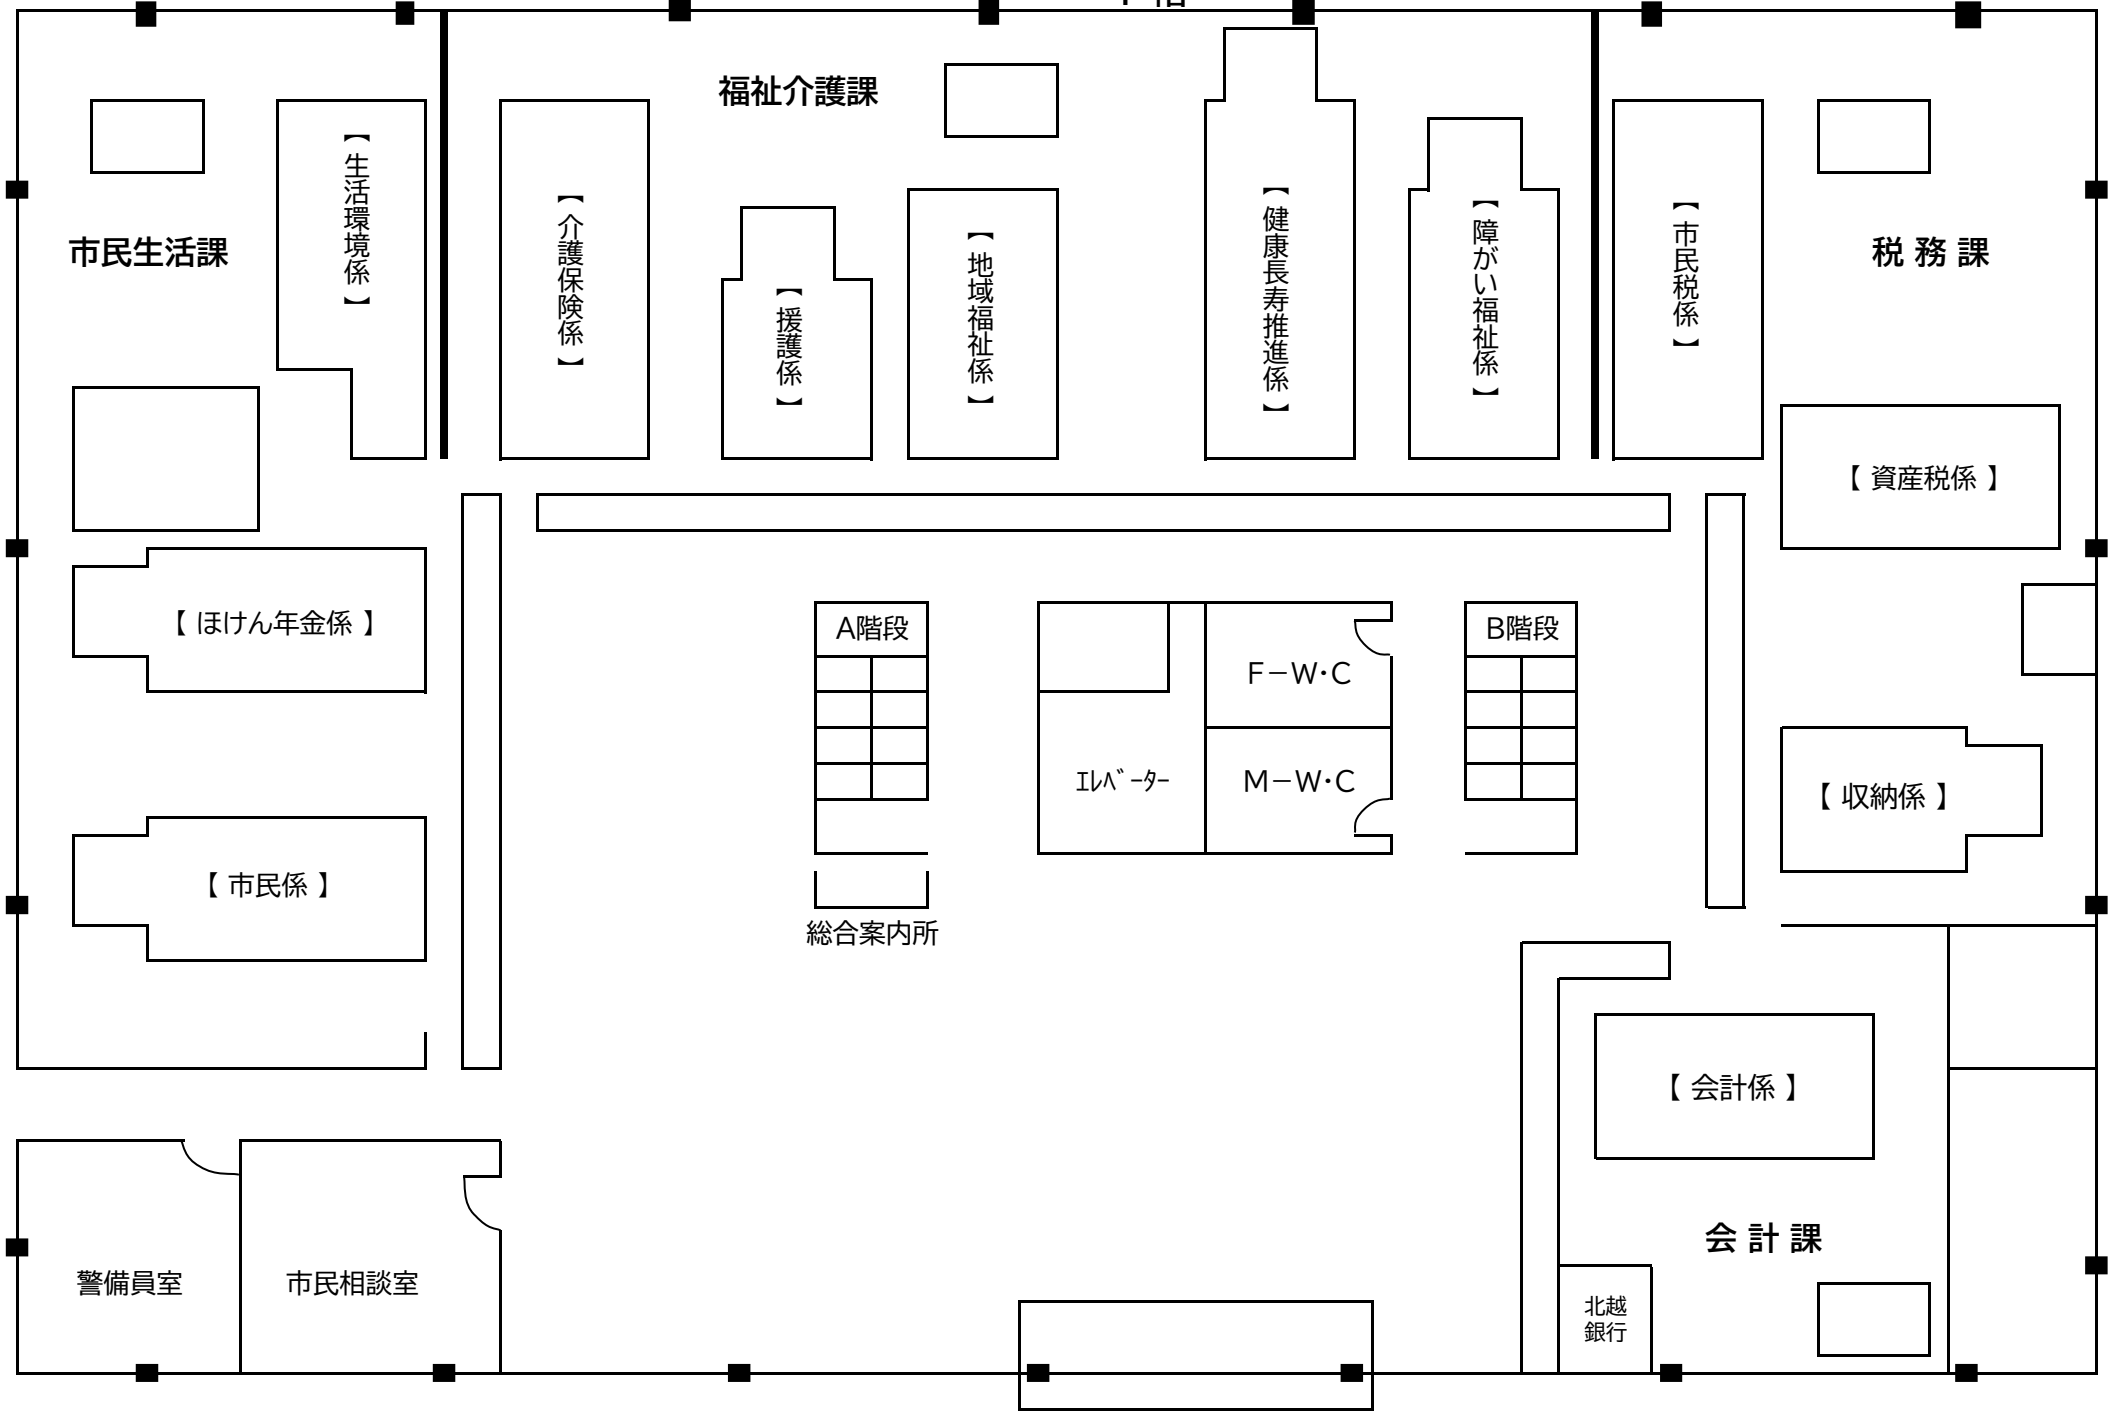 福祉介護課
【 生活環境係 】
【 介護保険係 】
【 援護係 】
【 地域福祉係 】
【 健康長寿推進係 】
【 障がい福祉係 】
【 市民税係 】
市民生活課
税 務 課
【 資産税係 】
【 ほけん年金係 】
A階段
F－W・C
B階段
ｴﾚﾍﾞｰﾀｰ
M－W・C
【 収納係 】
【 市民係 】
総合案内所
【 会計係 】
会 計 課
警備員室
市民相談室
北越
銀行